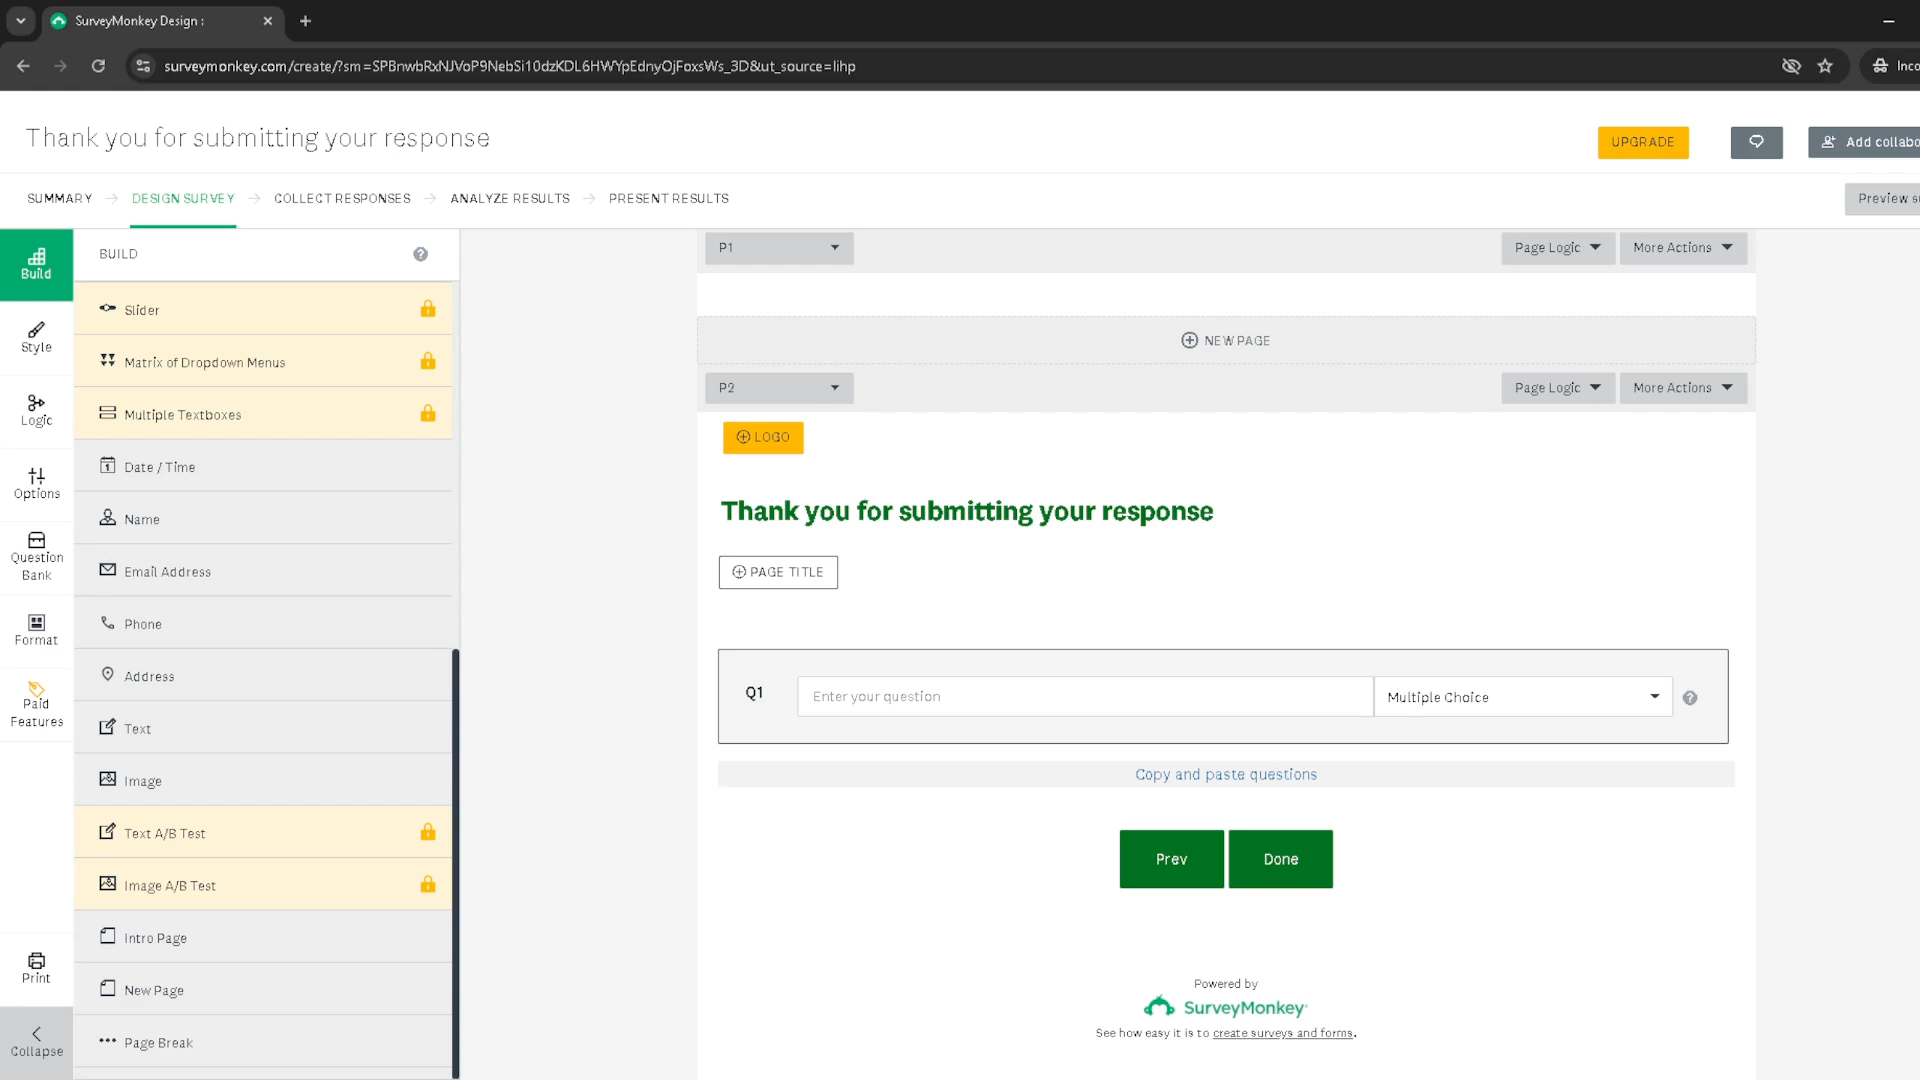 SurveyMonkey Design :
surveymonkey.com/create/?sm=SPBnwbRxNJVoP9NebSi10dzKDL6HWYpEdnyOjFoxsWs_3D&ut_source=lihp
Inco
Thank you for submitting your response
UPGRADE
Add collabo
SUMMARY
DESIGN SURVEY
COLLECT RESPONSES
ANALYZE RESULTS
PRESENT RESULTS
Preview s
Build
Style
Logic
Options
Question
Bank
Format
Paid
Features
Print
Collapse
BUILD
Slider
Matrix of Dropdown Menus
Multiple Textboxes
Date / Time
Name
Email Address
Phone
Address
Text
Image
Text A/B Test
Image A/B Test
Intro Page
New Page
Page Break
P1
Page Logic
More Actions
NEW PAGE
P2
Page Logic
More Actions
LOGO
Thank you for submitting your response
PAGE TITLE
Q1
Enter your question
Multiple Choice
Copy and paste questions
Prev
Done
Powered by
SurveyMonkey
See how easy it is to create surveys and forms.